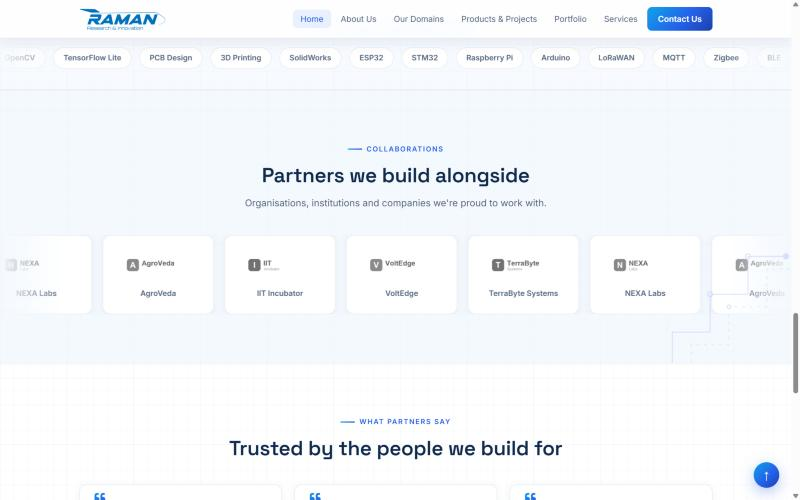 RAMAN
Research & Innovation
Home
About Us
Our Domains
Products & Projects
Portfolio
Services
Contact Us
OpenCV
TensorFlow Lite
PCB Design
3D Printing
SolidWorks
ESP32
STM32
Raspberry Pi
Arduino
LoRaWAN
MQTT
Zigbee
BLE
COLLABORATIONS
Partners we build alongside
Organisations, institutions and companies we're proud to work with.
NEXA
NEXA Labs
A AgroVeda
AgroVeda
I IIT
IIT Incubator
V VoltEdge
VoltEdge
T TerraByte
TerraByte Systems
N NEXA
NEXA Labs
A AgroVeda
AgroVeda
WHAT PARTNERS SAY
Trusted by the people we build for